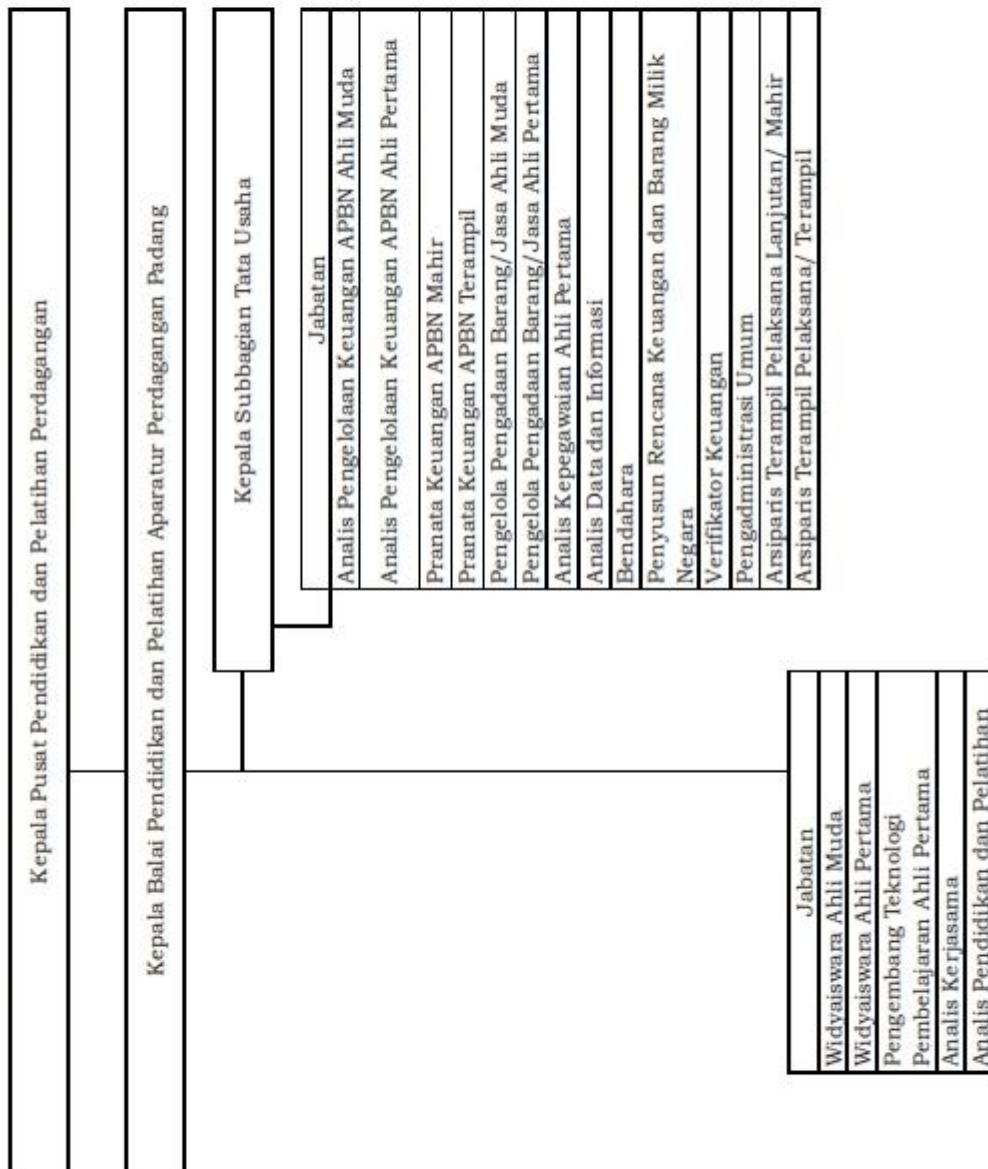 Kepala Pusat Pendidikan dan Pelatihan Perdagangan
Kepala Balai Pendidikan dan Pelatihan Aparatur Perdagangan Padang
Kepala Subbagian Tata Usaha
Jabatan
Analis Pengelolaan Keuangan APBN Ahli Muda
Analis Pengelolaan Keuangan APBN Ahli Pertama
Pranata Keuangan APBN Mahir
Pranata Keuangan APBN Terampil
Pengelola Pengadaan Barang/Jasa Ahli Muda
Pengelola Pengadaan Barang/Jasa Ahli Pertama
Analis Kepegawaian Ahli Pertama
Analis Data dan Informasi
Bendahara
Penyusun Rencana Keuangan dan Barang Milik
Negara
Verifikator Keuangan
Pengadministrasi Umum
Arsiparis Terampil Pelaksana Lanjutan/ Mahir
Arsiparis Terampil Pelaksana/ Terampil
Jabatan
Widyaiswara Ahli Muda
Widyaiswara Ahli Pertama
Pengembang Teknologi
Pembelajaran Ahli Pertama
Analis Kerjasama
Analis Pendidikan dan Pelatihan